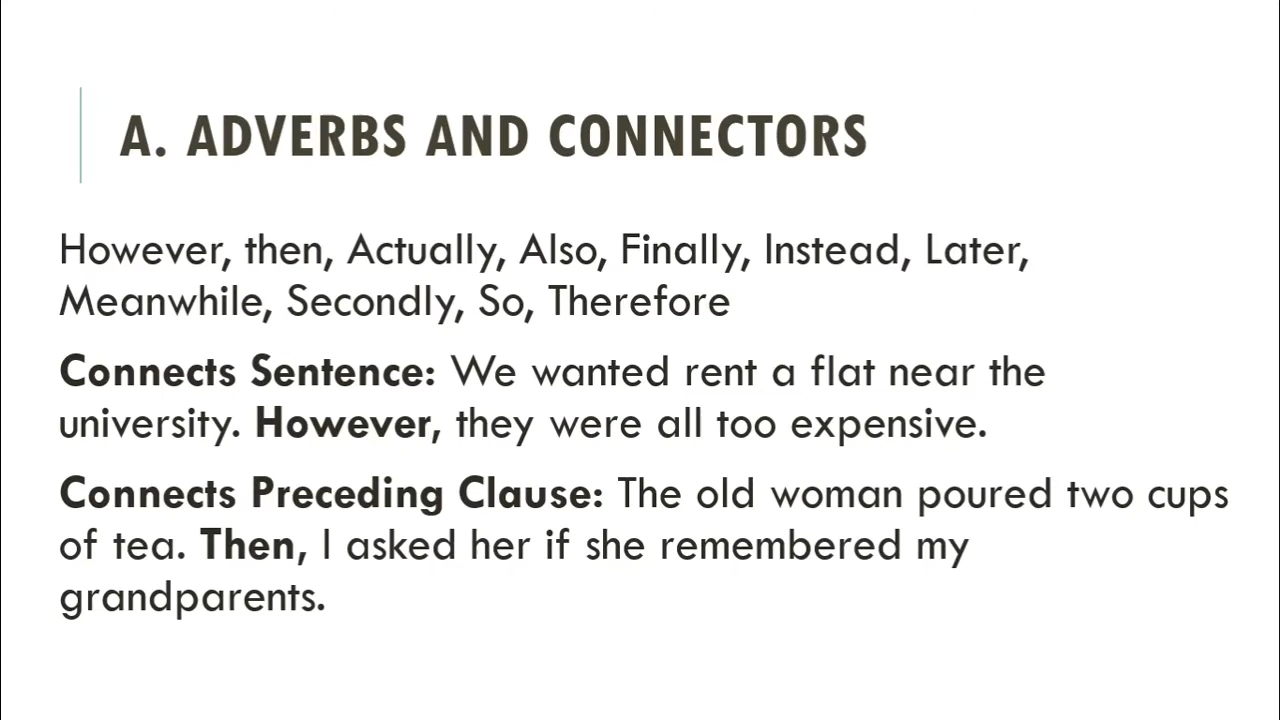 A. ADVERBS AND CONNECTORS
However, then, Actually, Also, Finally, Instead, Later,
Meanwhile, Secondly, So, Therefore
Connects Sentence: We wanted rent a flat near the
university. However, they were all too expensive.
Connects Preceding Clause: The old woman poured two cups
of tea. Then, I asked her if she remembered my
grandparents.